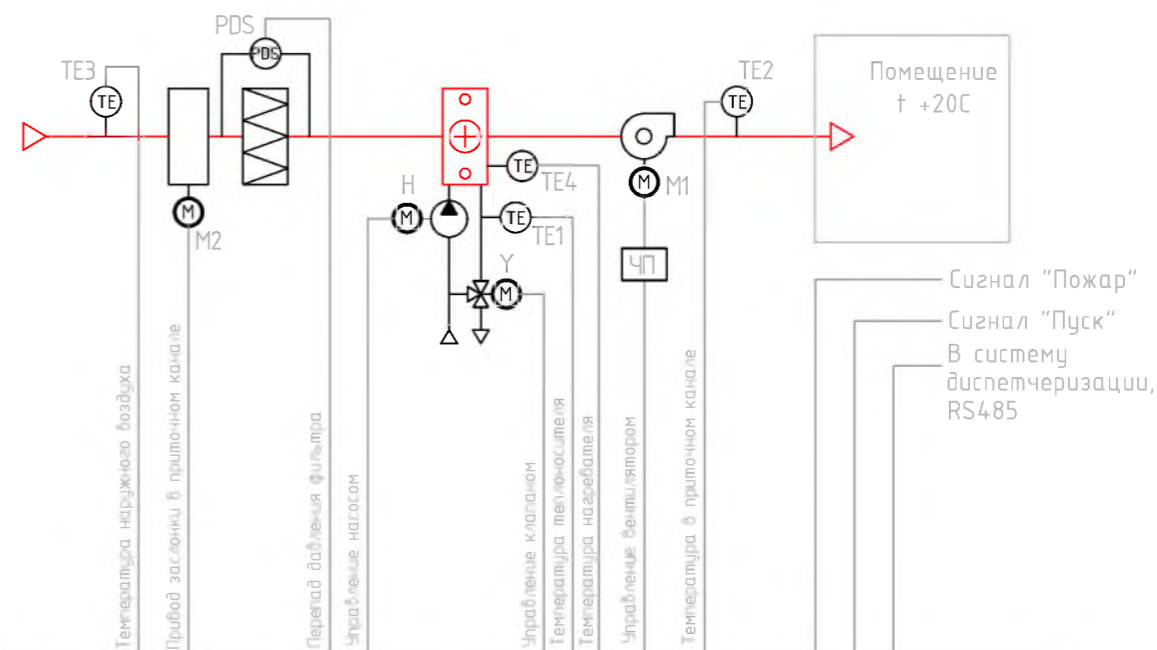 PDS
PDS
TE3
TE
TE2
TE
Помещение
t +20C
TE
TE4
H
M
M
M1
M
M2
TE
TE1
Y
M
ЧП
Сигнал "Пожар"
Сигнал "Пуск"
В систему
диспетчеризации,
RS485
Температура наружного воздуха
Привод заслонки в приточном канале
Перепад давления фильтра
Управление насосом
Управление клапаном
Температура теплоносителя
Температура нагревателя
Управление вентилятором
Температура в приточном канале